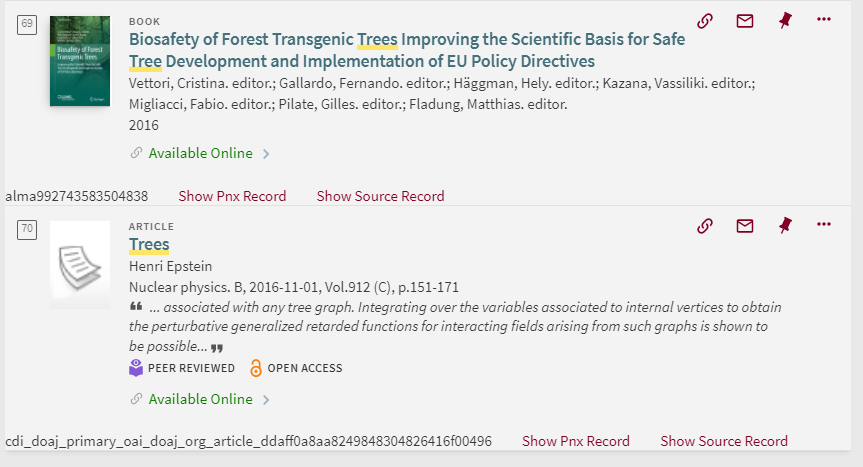 69
BOOK
Biosafety of Forest Transgenic Trees Improving the Scientific Basis for Safe
Tree Development and Implementation of EU Policy Directives
Vettori, Cristina. editor.; Gallardo, Fernando. editor.; Häggman, Hely. editor.; Kazana, Vassiliki. editor.;
Migliacci, Fabio. editor.; Pilate, Gilles. editor.; Fladung, Matthias. editor.
2016
Available Online
alma992743583504838 Show Pnx Record Show Source Record
Biosafety of Forest
Transgenic Trees
70
ARTICLE
Trees
Henri Epstein
Nuclear physics. B, 2016-11-01, Vol.912 (C), p.151-171
❝ ... associated with any tree graph. Integrating over the variables associated to internal vertices to obtain
the perturbative generalized retarded functions for interacting fields arising from such graphs is shown to
be possible... ❞
PEER REVIEWED OPEN ACCESS
Available Online
cdi_doaj_primary_oai_doaj_org_article_ddaff0a8aa8249848304826416f00496 Show Pnx Record Show Source Record